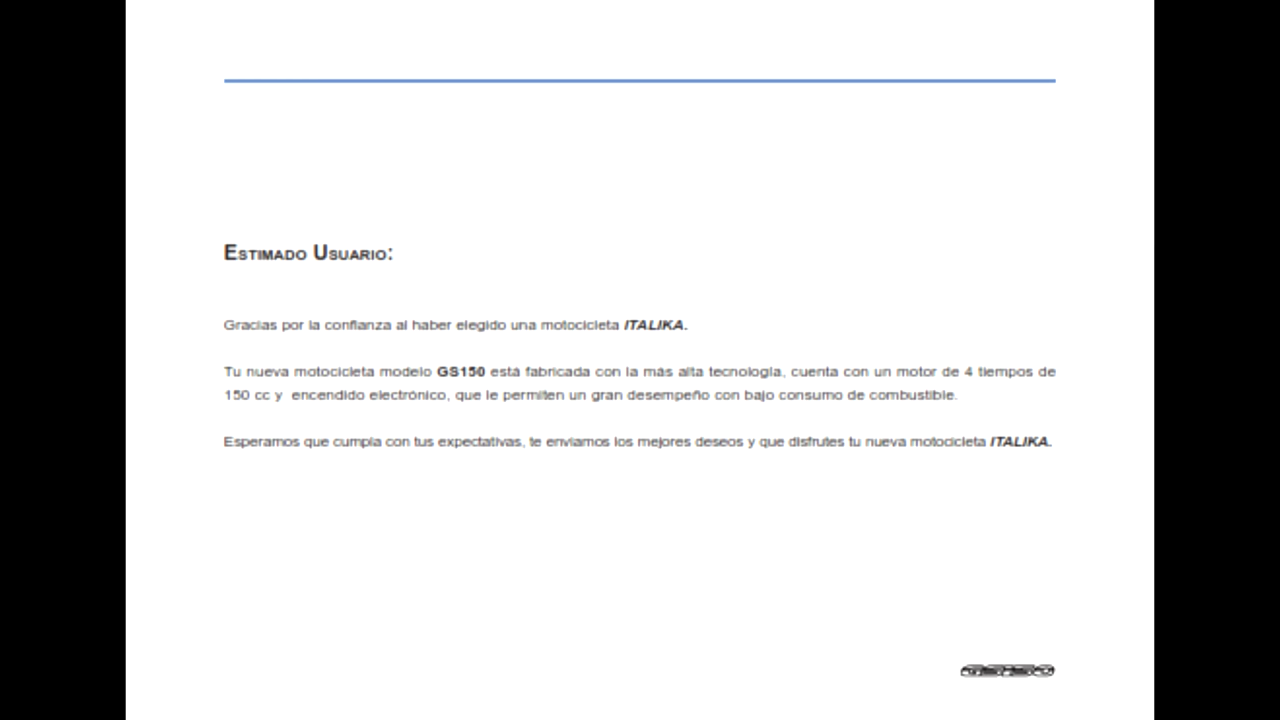 Estimado Usuario:
Gracias por la confianza al haber elegido una motocicleta ITALIKA.
Tu nueva motocicleta modelo GS150 está fabricada con la más alta tecnología, cuenta con un motor de 4 tiempos de
150 cc y  encendido electrónico, que le permiten un gran desempeño con bajo consumo de combustible.
Esperamos que cumpla con tus expectativas, te enviamos los mejores deseos y que disfrutes tu nueva motocicleta ITALIKA.
GS150